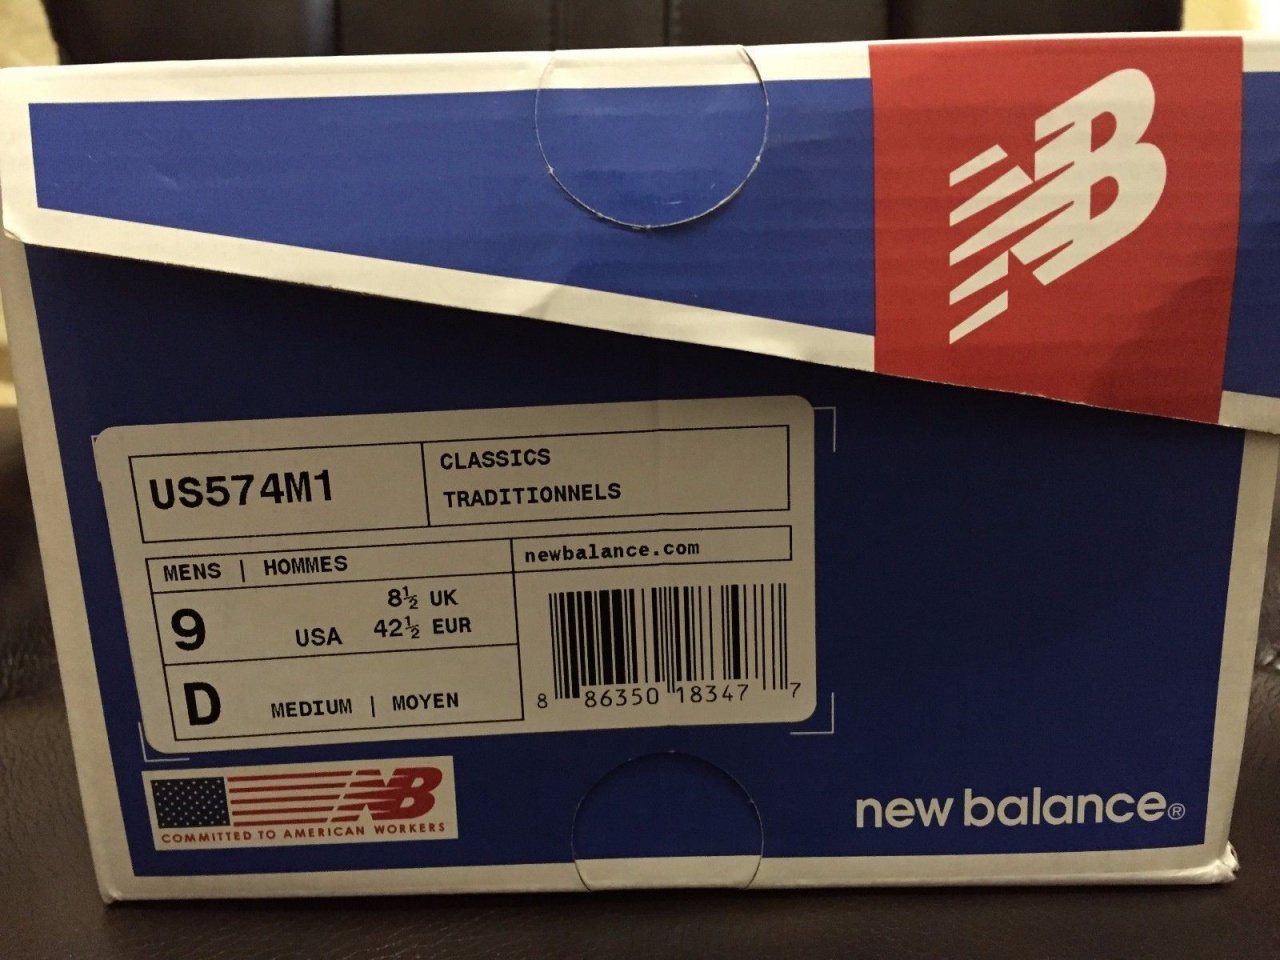 NB
US574M1
CLASSICS
TRADITIONNELS
MENS | HOMMES
newbalance.com
9 USA 8½ UK
42½ EUR
D MEDIUM | MOYEN
8 86350 18347 7
NB
COMMITTED TO AMERICAN WORKERS
new balance®